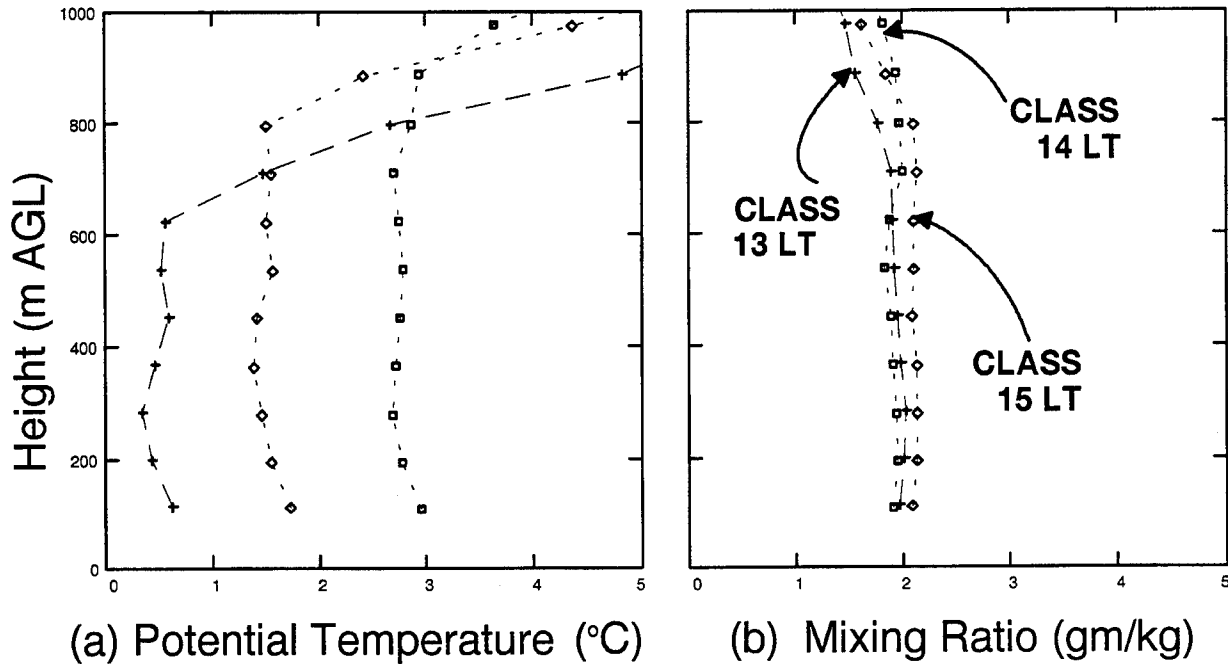 Height (m AGL)
1000
800
600
400
200
0
0 1 2 3 4 5
(a) Potential Temperature (°C)
CLASS
13 LT
CLASS
14 LT
CLASS
15 LT
0 1 2 3 4 5
(b) Mixing Ratio (gm/kg)